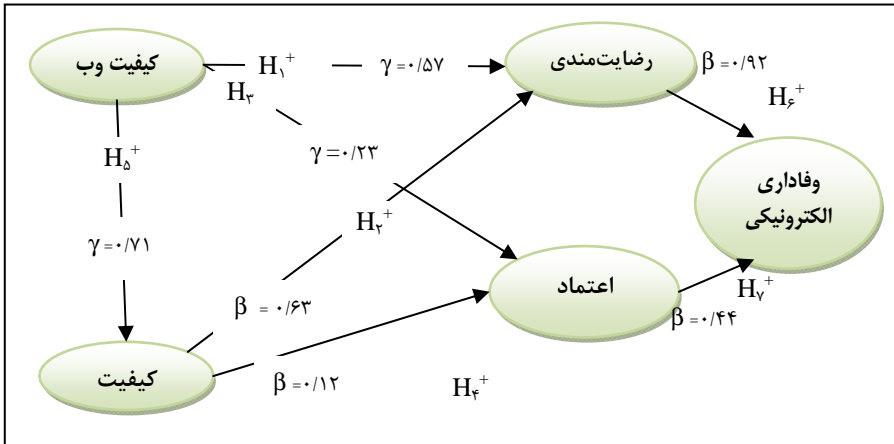 کیفیت وب
H۱+
γ =۰/۵۷
رضایت‌مندی
β =۰/۹۲
H۳
H۶+
H۵+
γ =۰/۲۳
وفاداری
الکترونیکی
H۲+
γ =۰/۷۱
اعتماد
H۷+
β = ۰/۶۳
β =۰/۴۴
کیفیت
β =۰/۱۲
H۴+